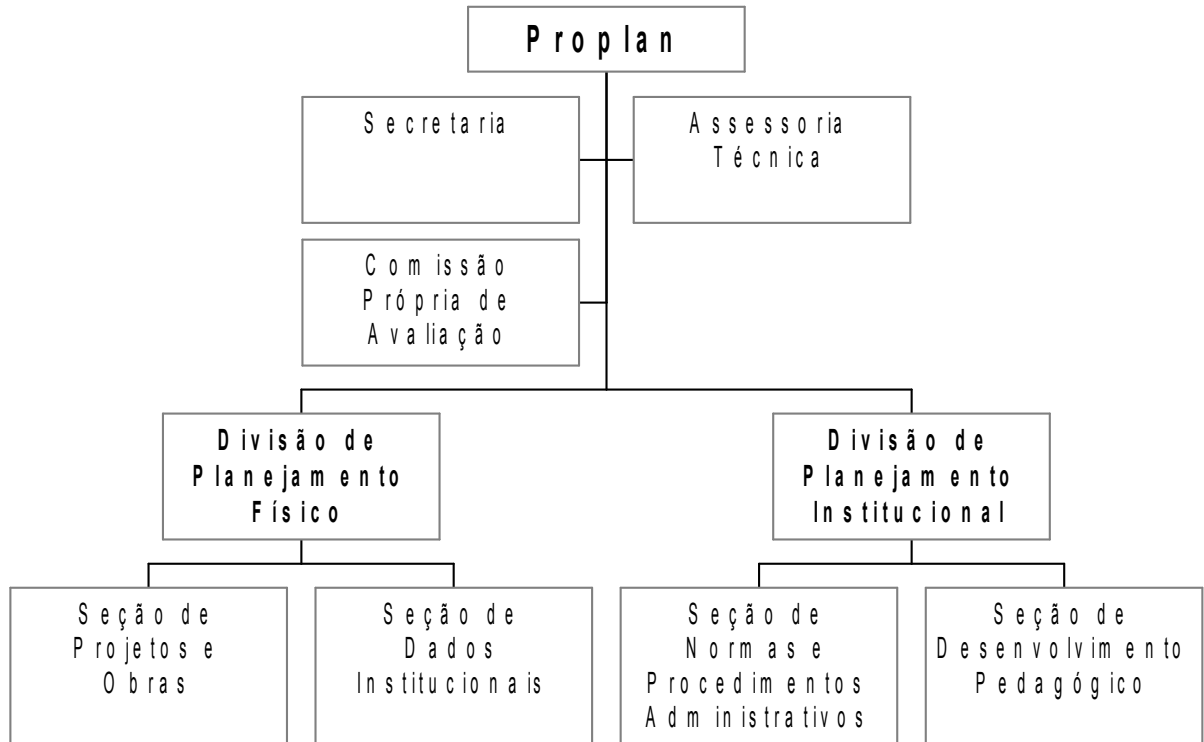 Proplan
Secretaria
Assessoria
Técnica
Comissão
Própria de
Avaliação
Divisão de
Planejamento
Físico
Divisão de
Planejamento
Institucional
Seção de
Projetos e
Obras
Seção de
Dados
Institucionais
Seção de
Normas e
Procedimentos
Administrativos
Seção de
Desenvolvimento
Pedagógico